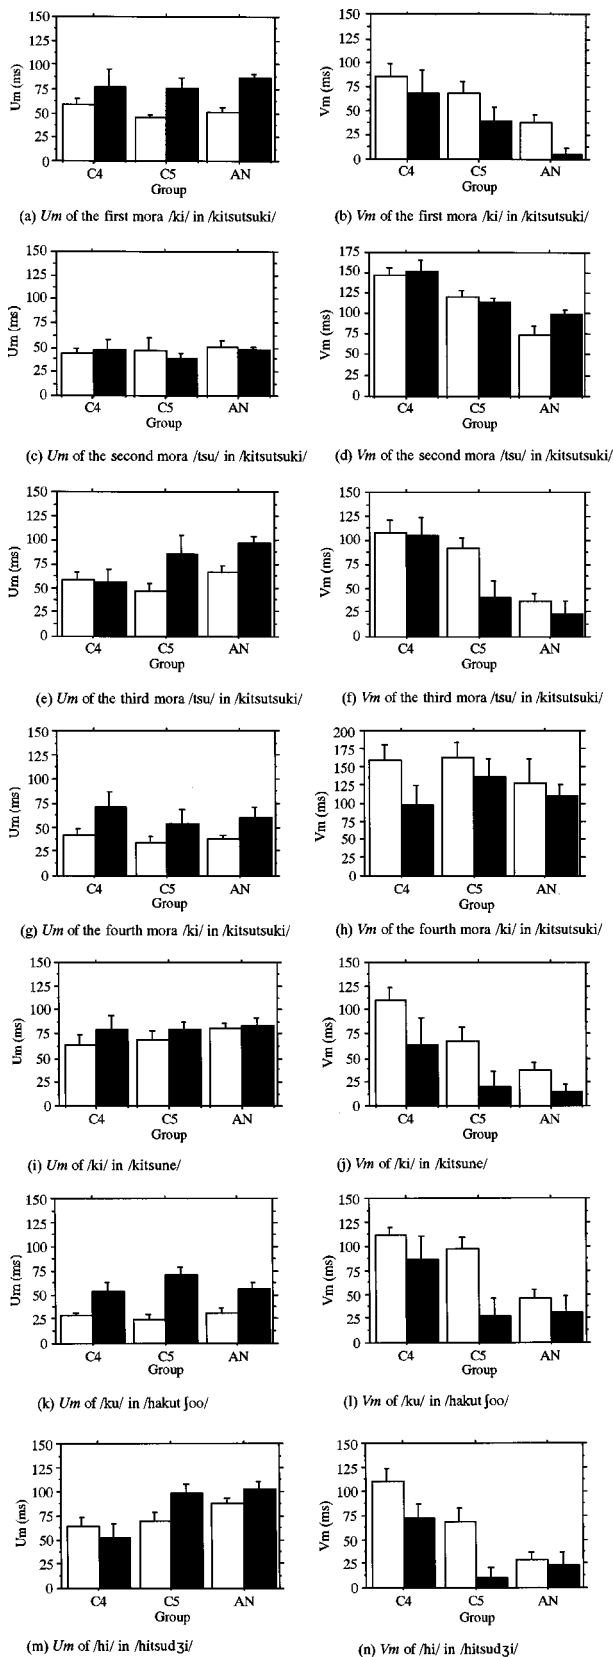 150
125
100
75
50
25
0
Um (ms)
C4 C5 AN
Group
(a) Um of the first mora /ki/ in /kitsutsuki/
150
125
100
75
50
25
0
Vm (ms)
C4 C5 AN
Group
(b) Vm of the first mora /ki/ in /kitsutsuki/
150
125
100
75
50
25
0
Um (ms)
C4 C5 AN
Group
(c) Um of the second mora /tsu/ in /kitsutsuki/
175
150
125
100
75
50
25
0
Vm (ms)
C4 C5 AN
Group
(d) Vm of the second mora /tsu/ in /kitsutsuki/
150
125
100
75
50
25
0
Um (ms)
C4 C5 AN
Group
(e) Um of the third mora /tsu/ in /kitsutsuki/
150
125
100
75
50
25
0
Vm (ms)
C4 C5 AN
Group
(f) Vm of the third mora /tsu/ in /kitsutsuki/
150
125
100
75
50
25
0
Um (ms)
C4 C5 AN
Group
(g) Um of the fourth mora /ki/ in /kitsutsuki/
200
175
150
125
100
75
50
25
0
Vm (ms)
C4 C5 AN
Group
(h) Vm of the fourth mora /ki/ in /kitsutsuki/
150
125
100
75
50
25
0
Um (ms)
C4 C5 AN
Group
(i) Um of /ki/ in /kitsune/
150
125
100
75
50
25
0
Vm (ms)
C4 C5 AN
Group
(j) Vm of /ki/ in /kitsune/
150
125
100
75
50
25
0
Um (ms)
C4 C5 AN
Group
(k) Um of /ku/ in /hakut ʃoo/
150
125
100
75
50
25
0
Vm (ms)
C4 C5 AN
Group
(l) Vm of /ku/ in /hakut ʃoo/
150
125
100
75
50
25
0
Um (ms)
C4 C5 AN
Group
(m) Um of /hi/ in /hitsudʒi/
150
125
100
75
50
25
0
Vm (ms)
C4 C5 AN
Group
(n) Vm of /hi/ in /hitsudʒi/